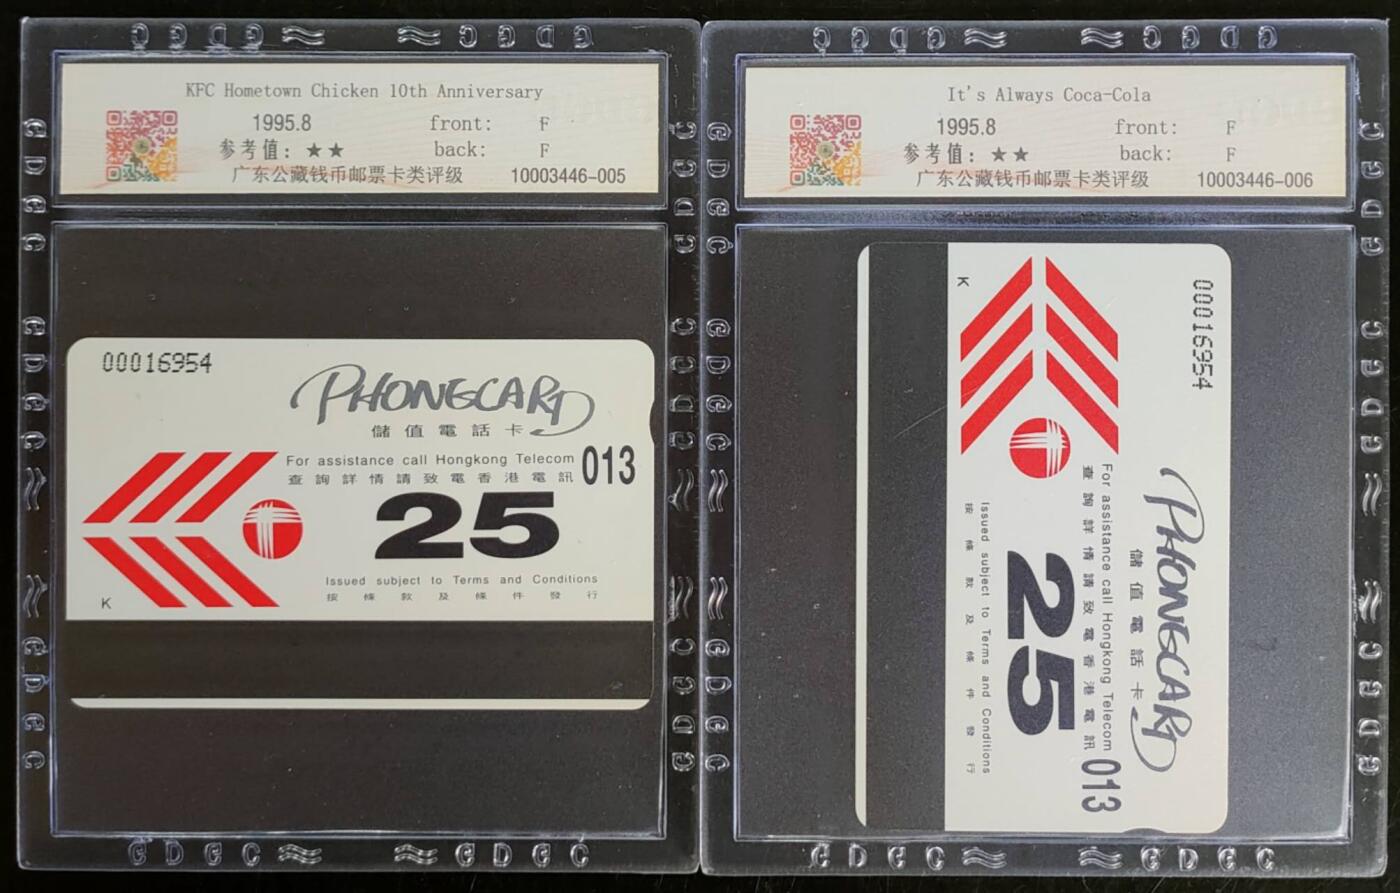 KFC Hometown Chicken 10th Anniversary
1995.8 front: F
参考值：★★ back: F
广东公藏钱币邮票卡类评级 10003446-005
00016954
PHONECARD
儲值電話卡
For assistance call Hongkong Telecom
查詢詳情請致電香港電訊
013
25
Issued subject to Terms and Conditions
按條款及條件發行
K
It's Always Coca-Cola
1995.8 front: F
参考值：★★ back: F
广东公藏钱币邮票卡类评级 10003446-006
00016954
PHONECARD
儲值電話卡
For assistance call Hongkong Telecom
查詢詳情請致電香港電訊
013
25
Issued subject to Terms and Conditions
按條款及條件發行
K